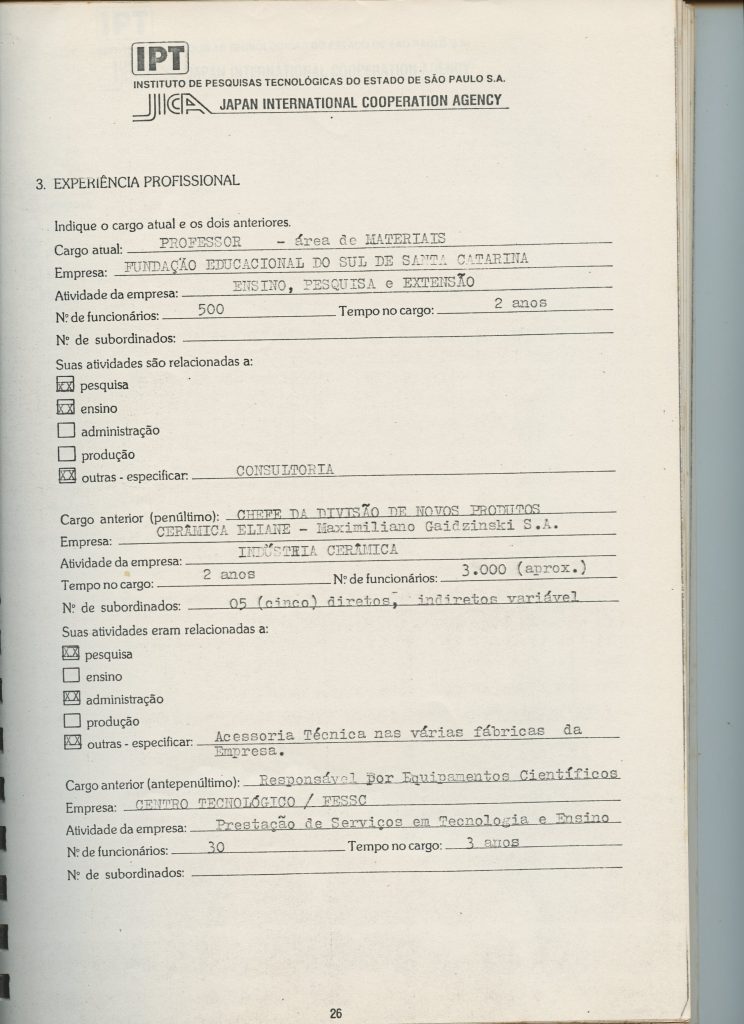 IPT
INSTITUTO DE PESQUISAS TECNOLÓGICAS DO ESTADO DE SÃO PAULO S.A.
JICA JAPAN INTERNATIONAL COOPERATION AGENCY
3. EXPERIÊNCIA PROFISSIONAL
Indique o cargo atual e os dois anteriores.
Cargo atual: PROFESSOR - área de MATERIAIS
Empresa: FUNDAÇÃO EDUCACIONAL DO SUL DE SANTA CATARINA
Atividade da empresa: ENSINO, PESQUISA e EXTENSÃO
Nº de funcionários: 500 Tempo no cargo: 2 anos
Nº de subordinados:
Suas atividades são relacionadas a:
XX pesquisa
XX ensino
administração
produção
XX outras - especificar: CONSULTORIA
Cargo anterior (penúltimo): CHEFE DA DIVISÃO DE NOVOS PRODUTOS
Empresa: CERÂMICA ELIANE - Maximiliano Gaidzinski S.A.
Atividade da empresa: INDÚSTRIA CERÂMICA
Tempo no cargo: 2 anos Nº de funcionários: 3.000 (aprox.)
Nº de subordinados: 05 (cinco) diretos, indiretos variável
Suas atividades eram relacionadas a:
XX pesquisa
ensino
XX administração
produção
XX outras - especificar: Acessoria Técnica nas várias fábricas da
Empresa.
Cargo anterior (antepenúltimo): Responsável por Equipamentos Científicos
Empresa: CENTRO TECNOLÓGICO / FESSC
Atividade da empresa: Prestação de Serviços em Tecnologia e Ensino
Nº de funcionários: 30 Tempo no cargo: 3 anos
Nº de subordinados:
26